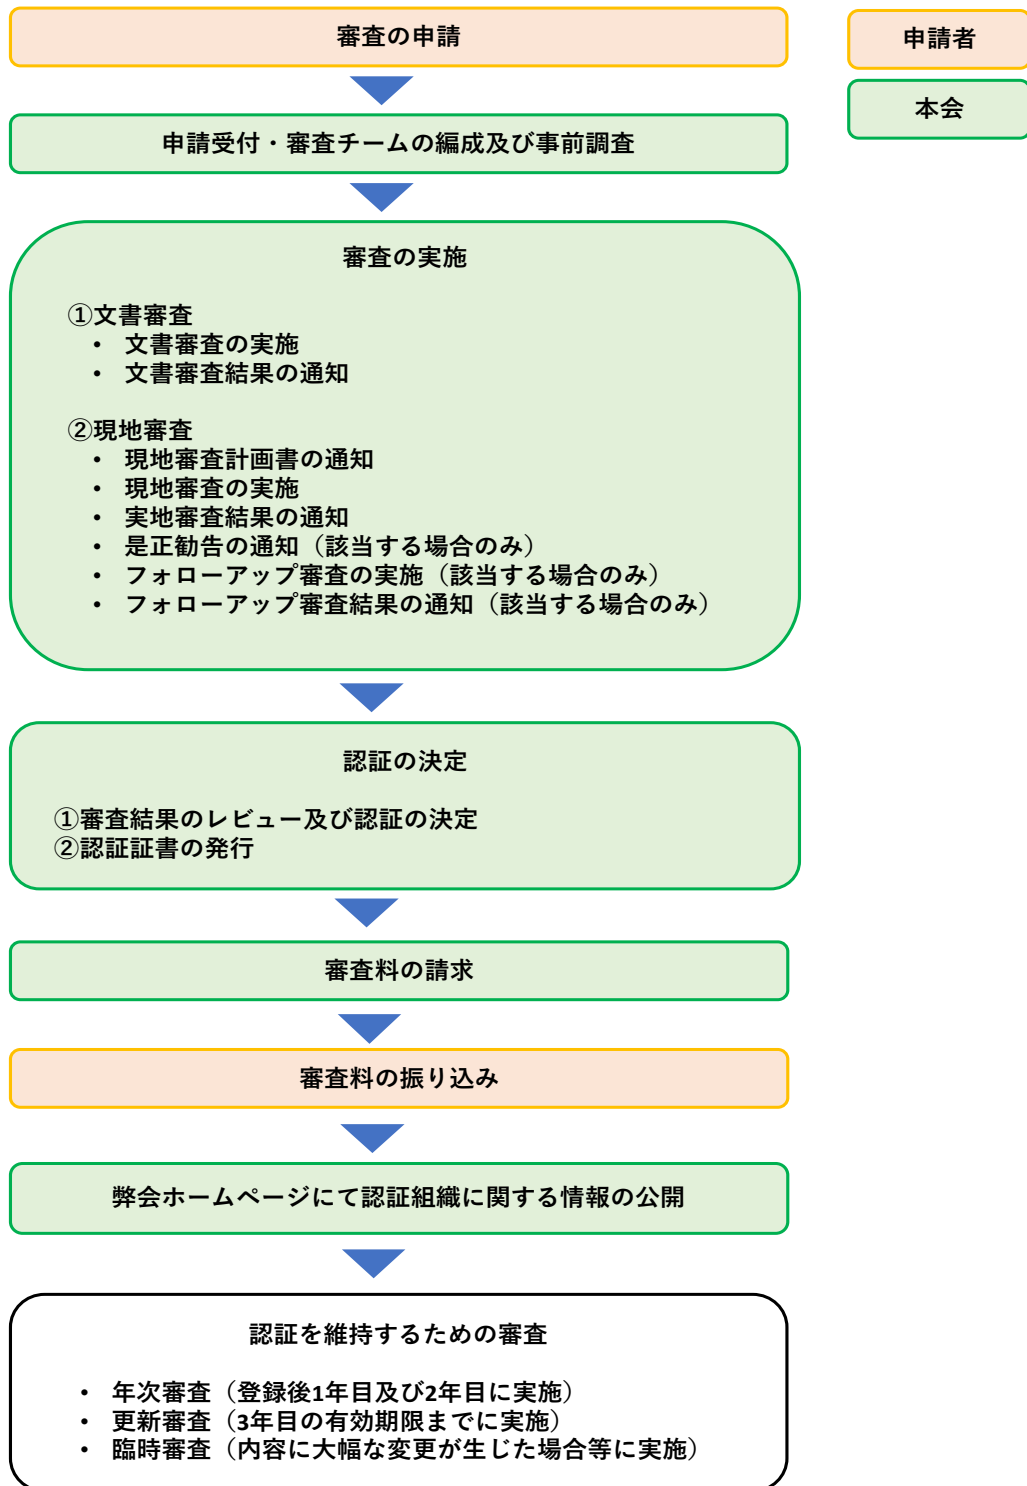 審査の申請
申請者
本会
申請受付・審査チームの編成及び事前調査
審査の実施
①文書審査
• 文書審査の実施
• 文書審査結果の通知
②現地審査
• 現地審査計画書の通知
• 現地審査の実施
• 実地審査結果の通知
• 是正勧告の通知（該当する場合のみ）
• フォローアップ審査の実施（該当する場合のみ）
• フォローアップ審査結果の通知（該当する場合のみ）
認証の決定
①審査結果のレビュー及び認証の決定
②認証証書の発行
審査料の請求
審査料の振り込み
弊会ホームページにて認証組織に関する情報の公開
認証を維持するための審査
• 年次審査（登録後1年目及び2年目に実施）
• 更新審査（3年目の有効期限までに実施）
• 臨時審査（内容に大幅な変更が生じた場合等に実施）